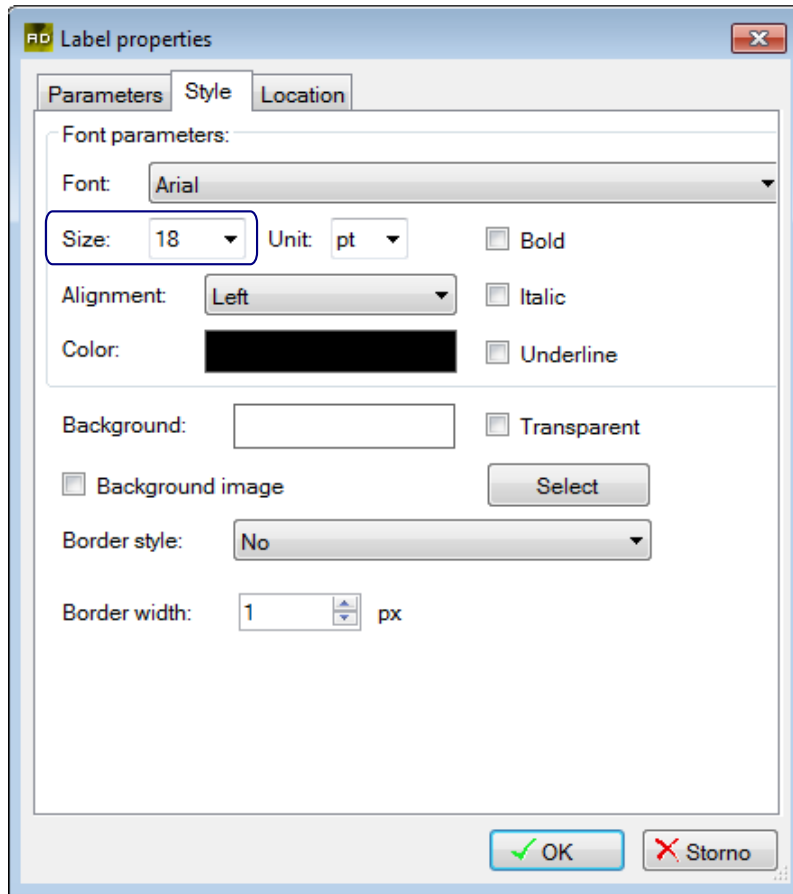 RD Label properties
Parameters Style Location
Font parameters:
Font: Arial
Size: 18 Unit: pt Bold
Alignment: Left Italic
Color: Underline
Background: Transparent
Background image Select
Border style: No
Border width: 1 px
OK Storno